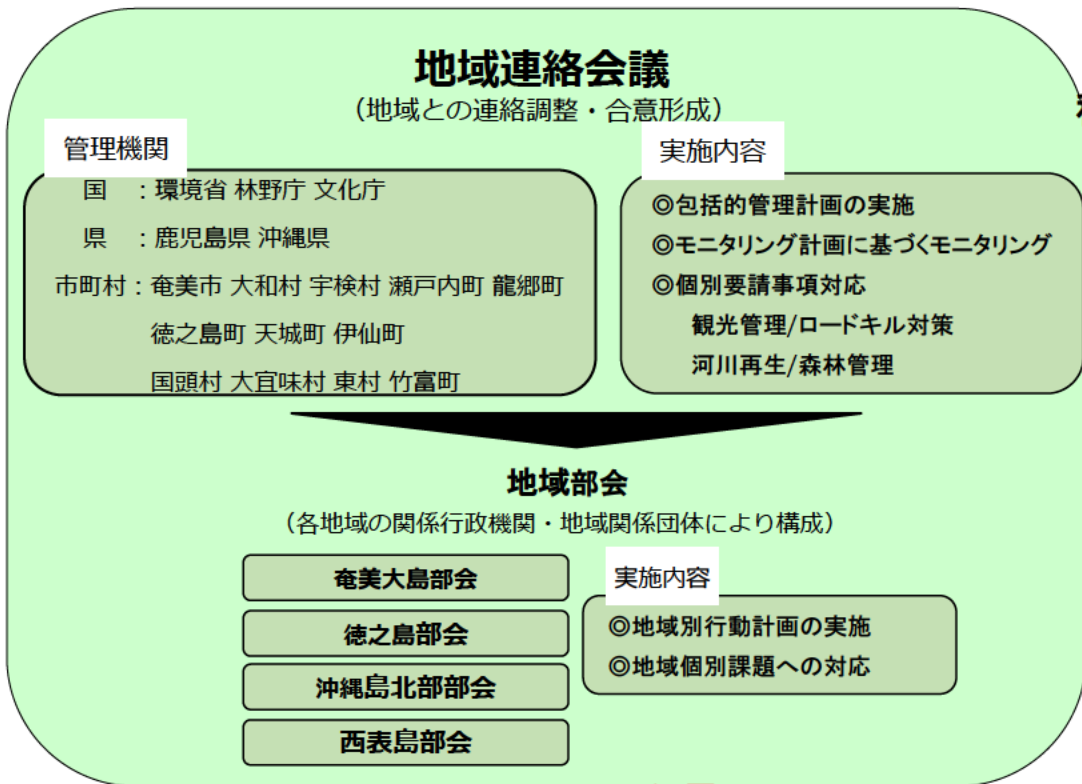 地域連絡会議
（地域との連絡調整・合意形成）
管理機関
国　：環境省 林野庁 文化庁
県　：鹿児島県 沖縄県
市町村：奄美市 大和村 宇検村 瀬戸内町 龍郷町
徳之島町 天城町 伊仙町
国頭村 大宜味村 東村 竹富町
実施内容
◎包括的管理計画の実施
◎モニタリング計画に基づくモニタリング
◎個別要請事項対応
観光管理/ロードキル対策
河川再生/森林管理
地域部会
（各地域の関係行政機関・地域関係団体により構成）
奄美大島部会
徳之島部会
沖縄島北部部会
西表島部会
実施内容
◎地域別行動計画の実施
◎地域個別課題への対応